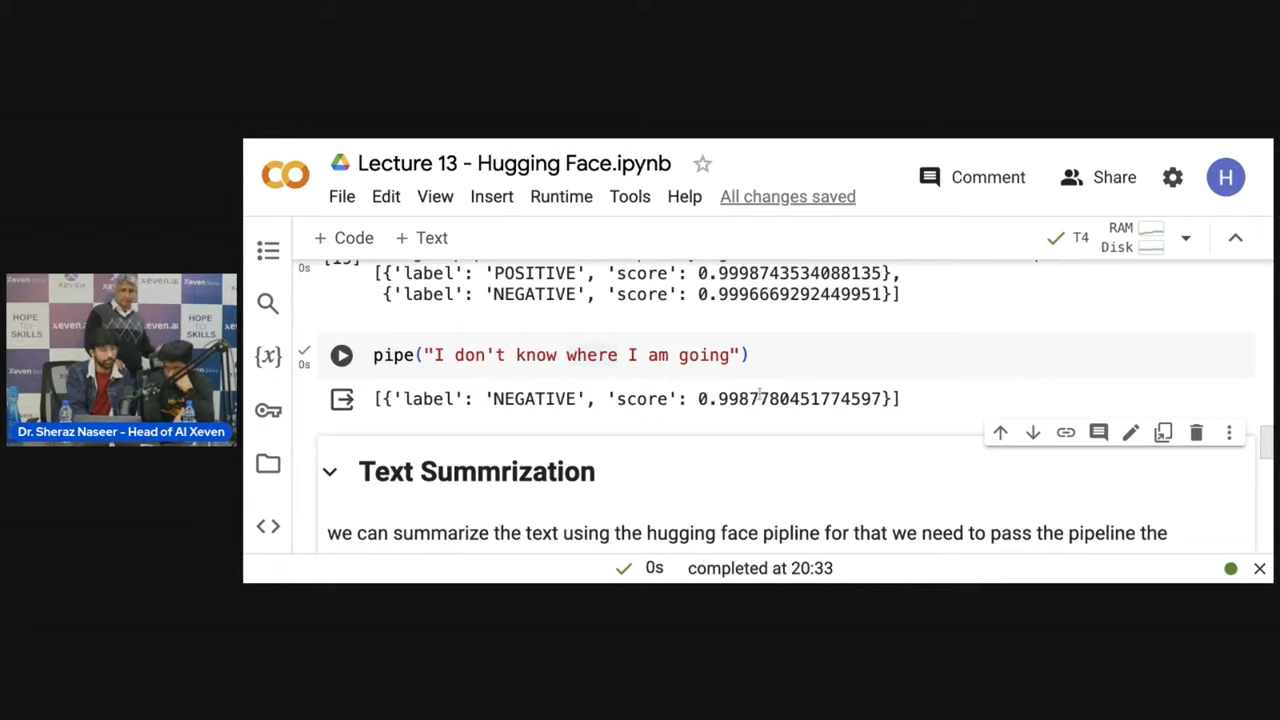 Lecture 13 - Hugging Face.ipynb
File Edit View Insert Runtime Tools Help All changes saved
Comment
Share
H
+ Code + Text
T4
RAM
Disk
0s
[{'label': 'POSITIVE', 'score': 0.9998743534088135},
{'label': 'NEGATIVE', 'score': 0.9996669292449951}]
{x}
0s
pipe("I don't know where I am going")
[{'label': 'NEGATIVE', 'score': 0.9987780451774597}]
Text Summrization
we can summarize the text using the hugging face pipline for that we need to pass the pipeline the
0s completed at 20:33
HOPE
TO
SKILLS
xeven.ai
HOPE
TO
SKILLS
Dr. Sheraz Naseer - Head of AI Xeven